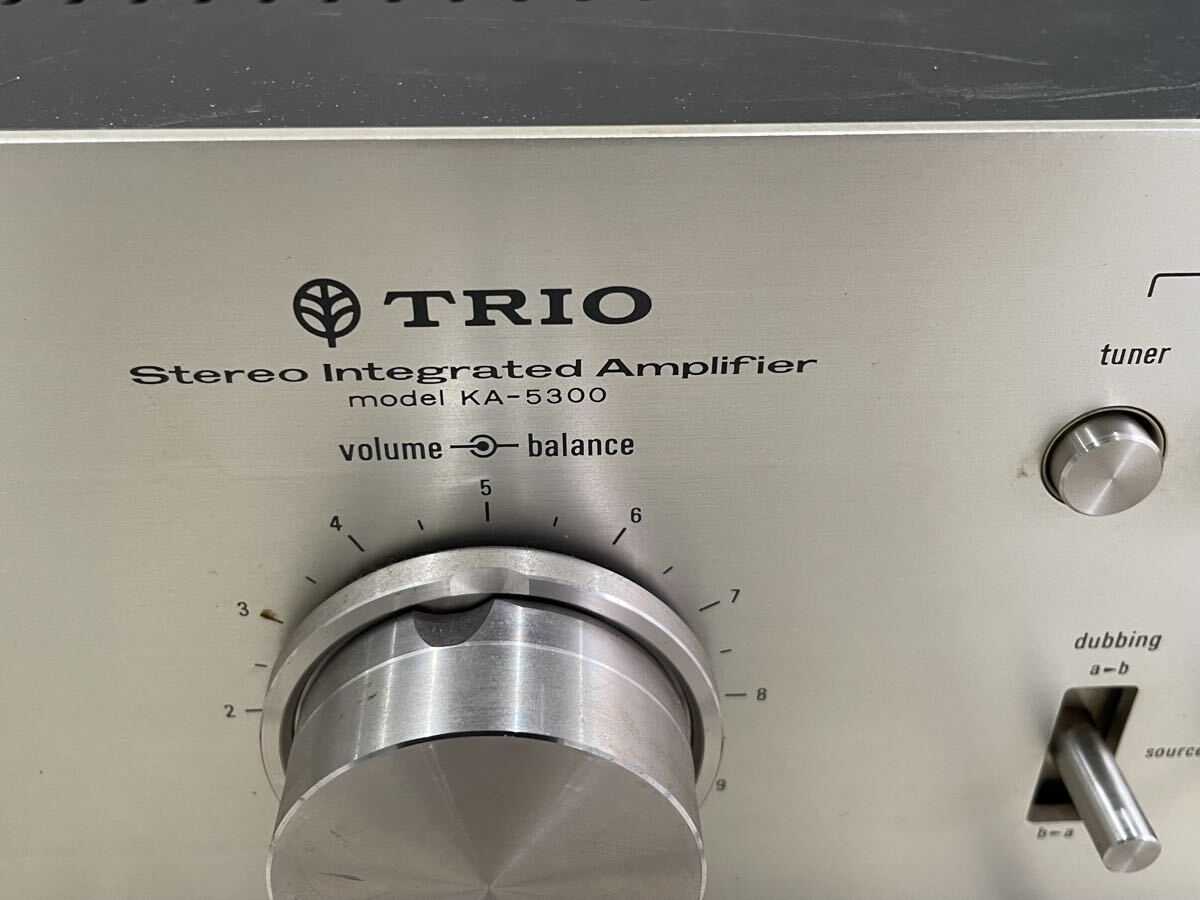 TRIO
Stereo Integrated Amplifier
model KA-5300
volume balance
2 3 4 5 6 7 8 9
tuner
dubbing
a-b
source
b-a